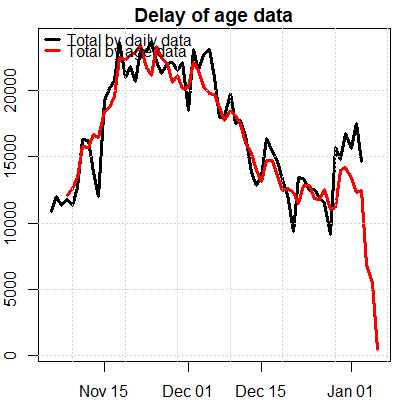 Delay of age data
Total by daily data
Total by age data
20000
15000
10000
5000
0
Nov 15 Dec 01 Dec 15 Jan 01